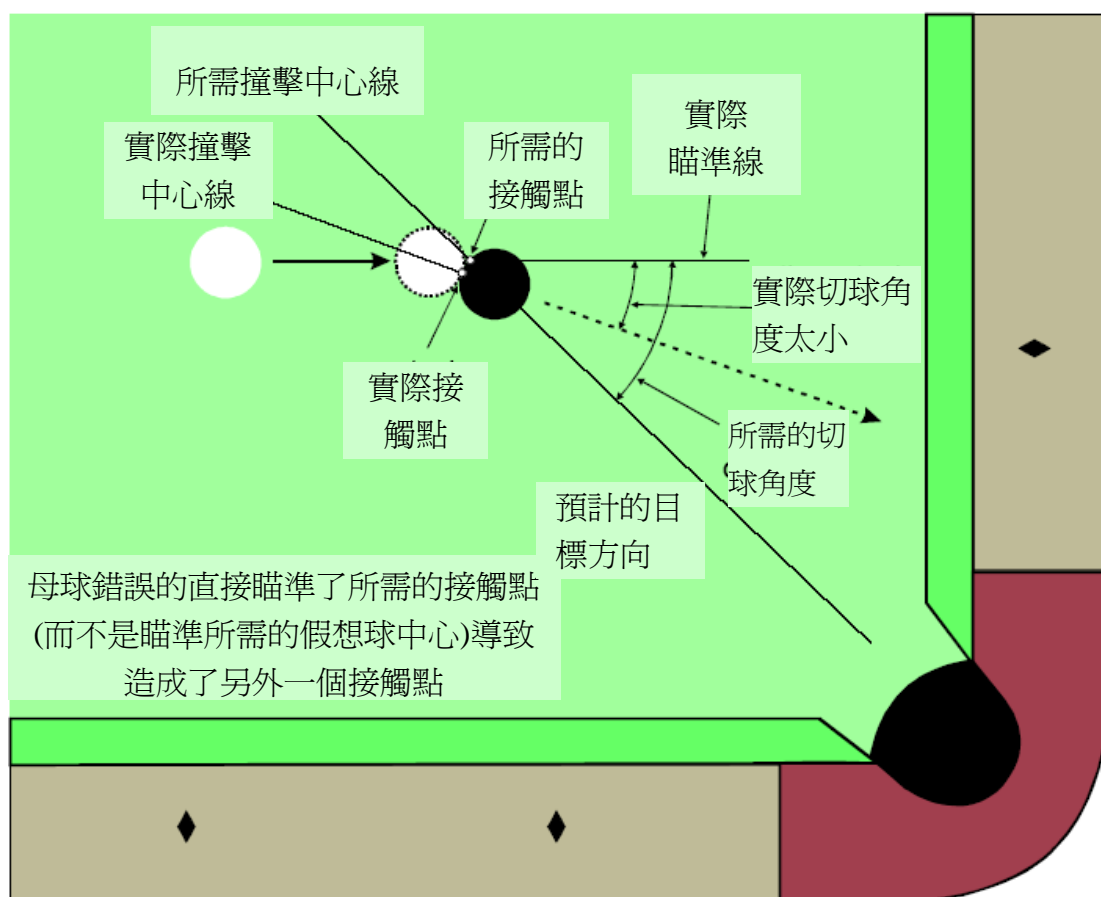 所需撞擊中心線
實際撞擊
中心線
所需的
接觸點
實際
瞄準線
實際切球角
度太小
實際接
觸點
所需的切
球角度
預計的目
標方向
母球錯誤的直接瞄準了所需的接觸點
(而不是瞄準所需的假想球中心)導致
造成了另外一個接觸點